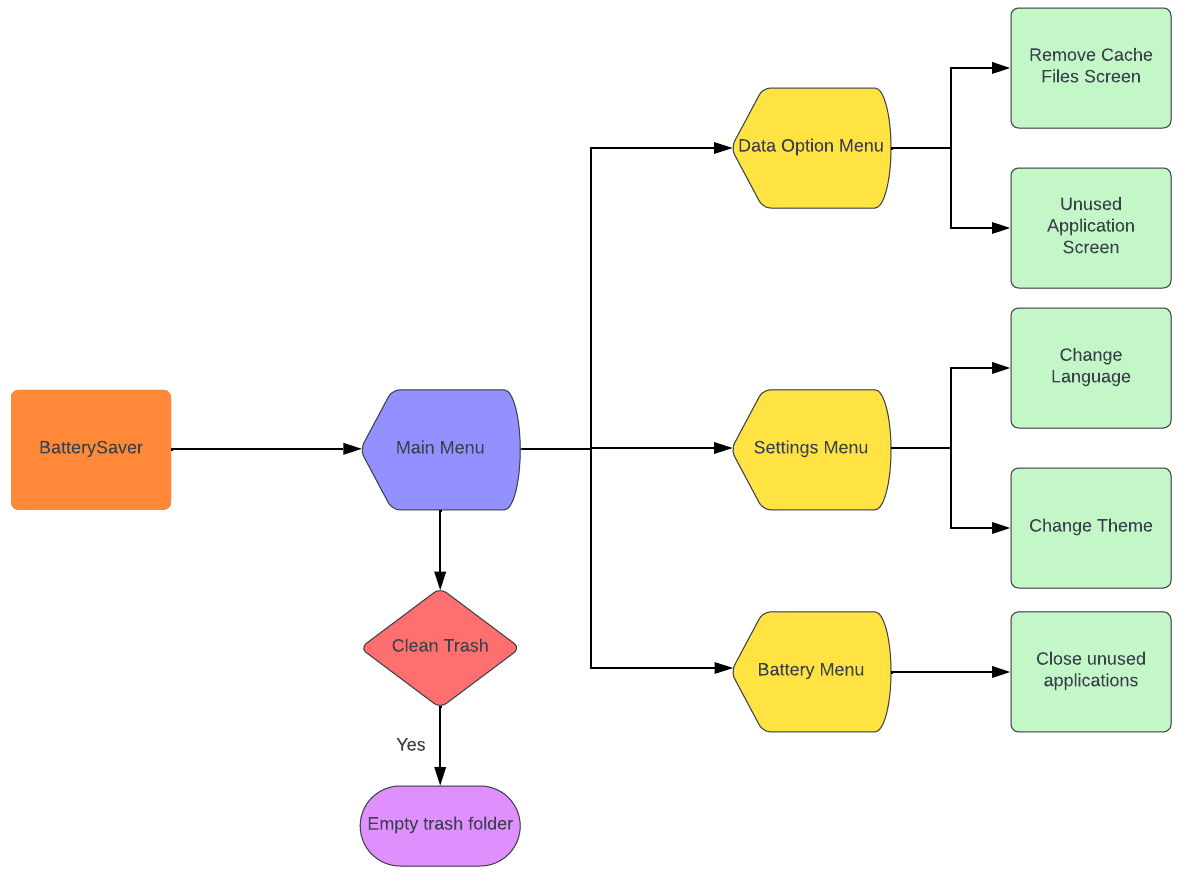 Remove Cache
Files Screen
Data Option Menu
Unused
Application
Screen
Change
Language
BatterySaver
Main Menu
Settings Menu
Change Theme
Clean Trash
Battery Menu
Close unused
applications
Yes
Empty trash folder